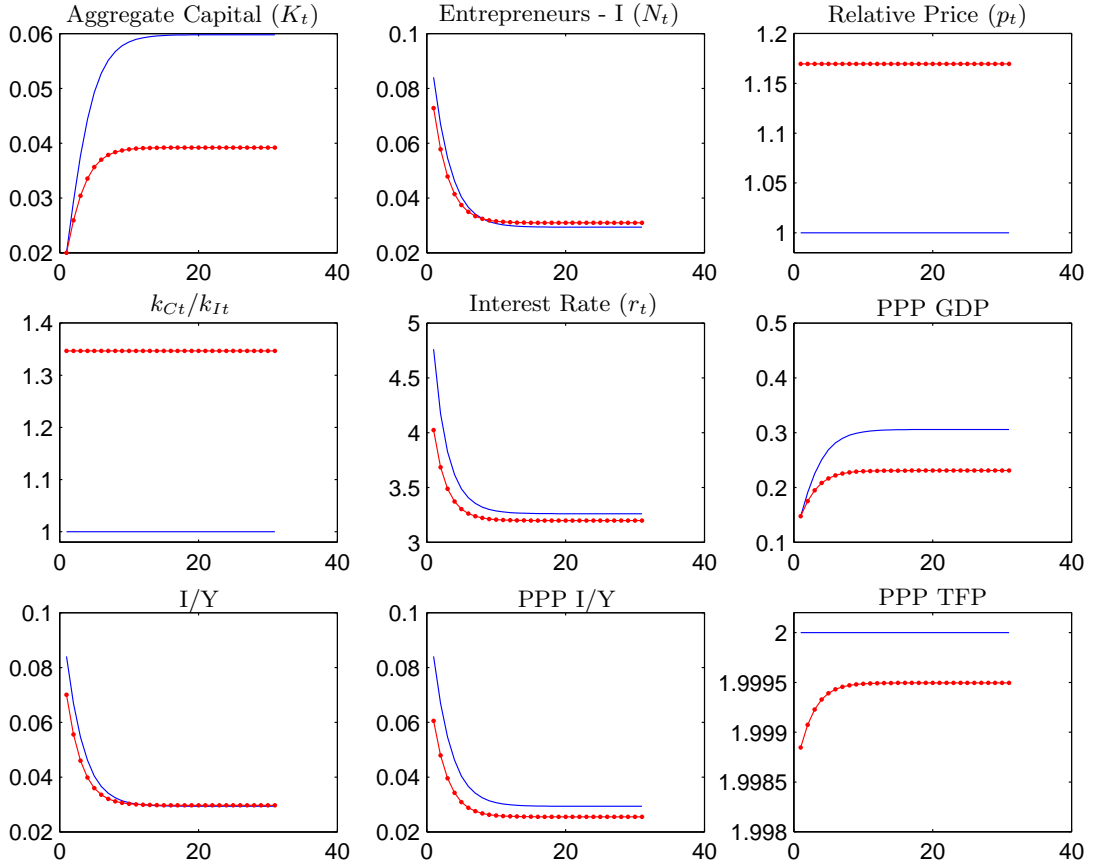 Aggregate Capital (K_t)
Entrepreneurs - I (N_t)
Relative Price (p_t)
0.06
0.05
0.04
0.03
0.02
0 20 40
0.1
0.08
0.06
0.04
0.02
0 20 40
1.2
1.15
1.1
1.05
1
0 20 40
k_{Ct}/k_{It}
Interest Rate (r_t)
PPP GDP
1.4
1.3
1.2
1.1
1
0 20 40
5
4.5
4
3.5
3
0 20 40
0.5
0.4
0.3
0.2
0.1
0 20 40
I/Y
PPP I/Y
PPP TFP
0.1
0.08
0.06
0.04
0.02
0 20 40
0.1
0.08
0.06
0.04
0.02
0 20 40
2
1.9995
1.999
1.9985
1.998
0 20 40